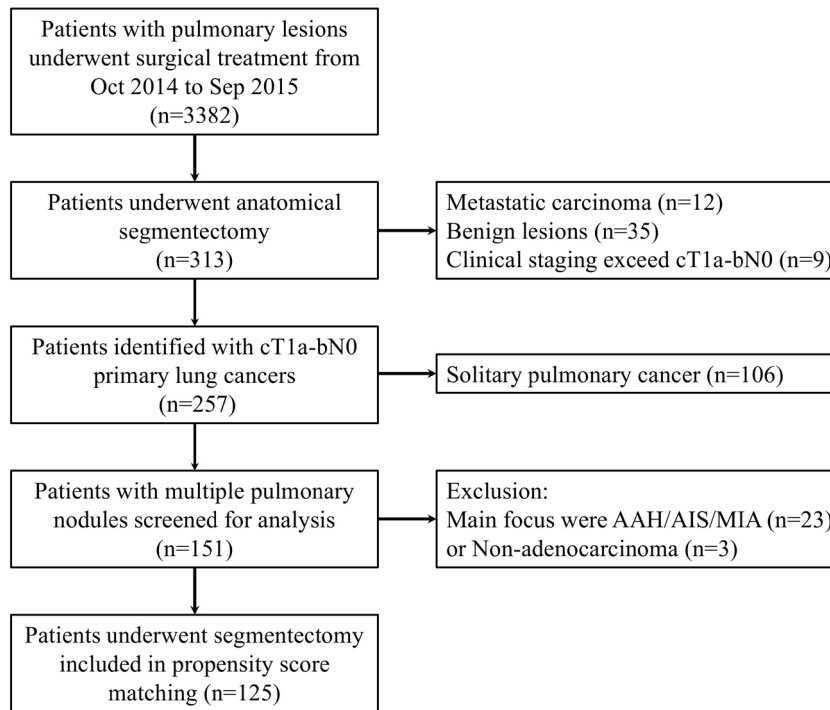 Patients with pulmonary lesions
underwent surgical treatment from
Oct 2014 to Sep 2015
(n=3382)
Patients underwent anatomical
segmentectomy
(n=313)
Metastatic carcinoma (n=12)
Benign lesions (n=35)
Clinical staging exceed cT1a-bN0 (n=9)
Patients identified with cT1a-bN0
primary lung cancers
(n=257)
Solitary pulmonary cancer (n=106)
Patients with multiple pulmonary
nodules screened for analysis
(n=151)
Exclusion:
Main focus were AAH/AIS/MIA (n=23)
or Non-adenocarcinoma (n=3)
Patients underwent segmentectomy
included in propensity score
matching (n=125)